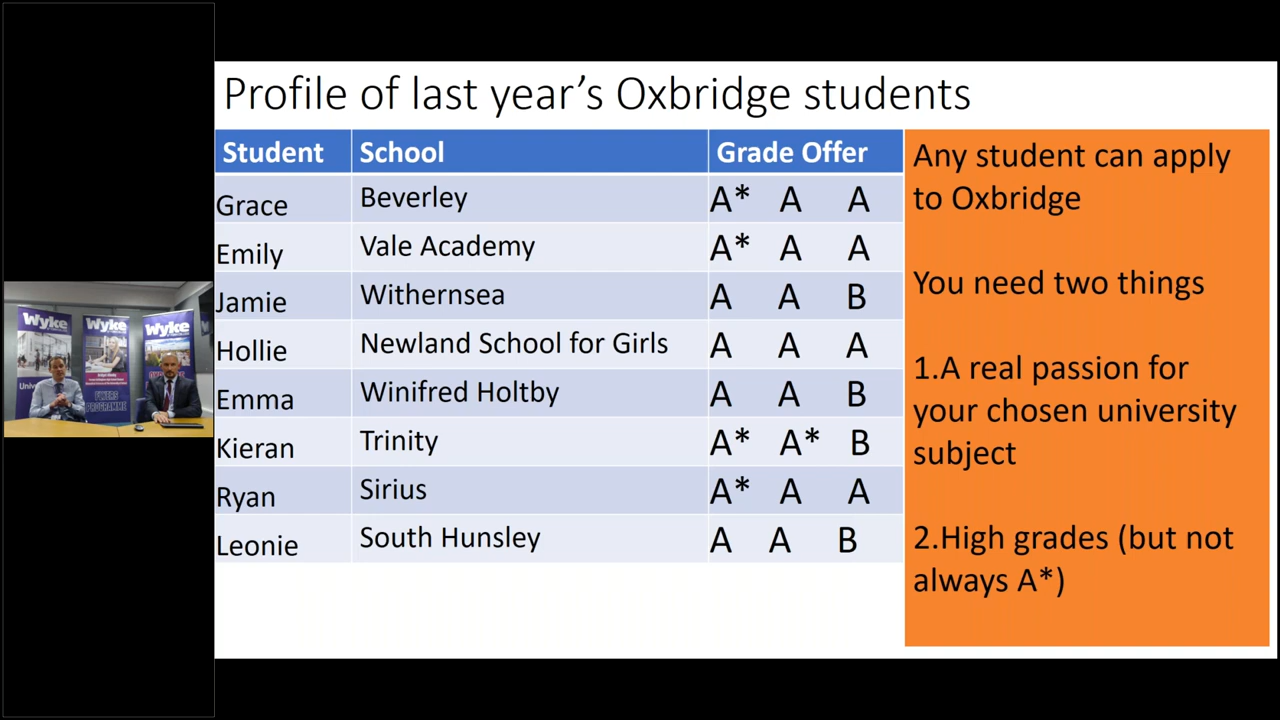 Profile of last year's Oxbridge students
Student School Grade Offer
Grace Beverley A* A A
Emily Vale Academy A* A A
Jamie Withernsea A A B
Hollie Newland School for Girls A A A
Emma Winifred Holtby A A B
Kieran Trinity A* A* B
Ryan Sirius A* A A
Leonie South Hunsley A A B
Any student can apply
to Oxbridge
You need two things
1.A real passion for
your chosen university
subject
2.High grades (but not
always A*)
Wyke
Wyke
Wyke
FLYERS
PROGRAMME